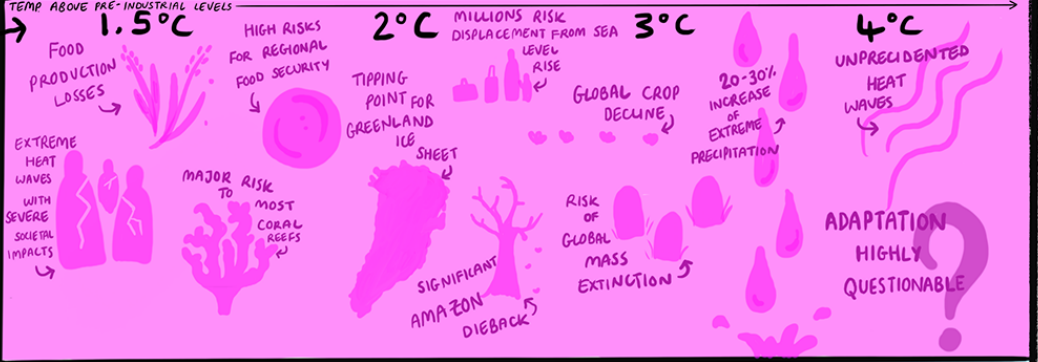 TEMP ABOVE PRE-INDUSTRIAL LEVELS
1.5°C
FOOD
PRODUCTION
LOSSES
EXTREME
HEAT
WAVES
WITH
SEVERE
SOCIETAL
IMPACTS
HIGH RISKS
FOR REGIONAL
FOOD SECURITY
MAJOR RISK
TO
MOST
CORAL
REEFS
2°C
TIPPING
POINT FOR
GREENLAND
ICE
SHEET
MILLIONS RISK
DISPLACEMENT FROM SEA
LEVEL
RISE
SIGNIFICANT
AMAZON
DIEBACK
3°C
GLOBAL CROP
DECLINE
RISK
OF
GLOBAL
MASS
EXTINCTION
20-30%
INCREASE
OF
EXTREME
PRECIPITATION
4°C
UNPRECIDENTED
HEAT
WAVES
ADAPTATION
HIGHLY
QUESTIONABLE
?